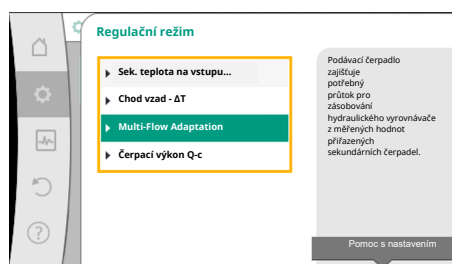 Regulační režim
Sek. teplota na vstupu...
Chod vzad - ΔT
Multi-Flow Adaptation
Čerpací výkon Q-c
Podávací čerpadlo
zajišťuje
potřebný
průtok pro
zásobování
hydraulického vyrovnávače
z měřených hodnot
přiřazených
sekundárních čerpadel.
Pomoc s nastavením